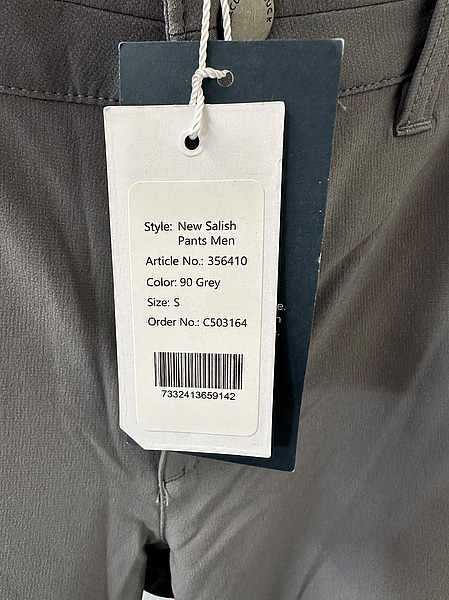 Style: New Salish
Pants Men
Article No.: 356410
Color: 90 Grey
Size: S
Order No.: C503164
7332413659142